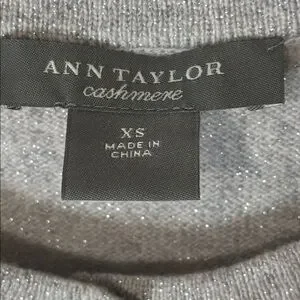 ANN TAYLOR
cashmere
XS
MADE IN
CHINA